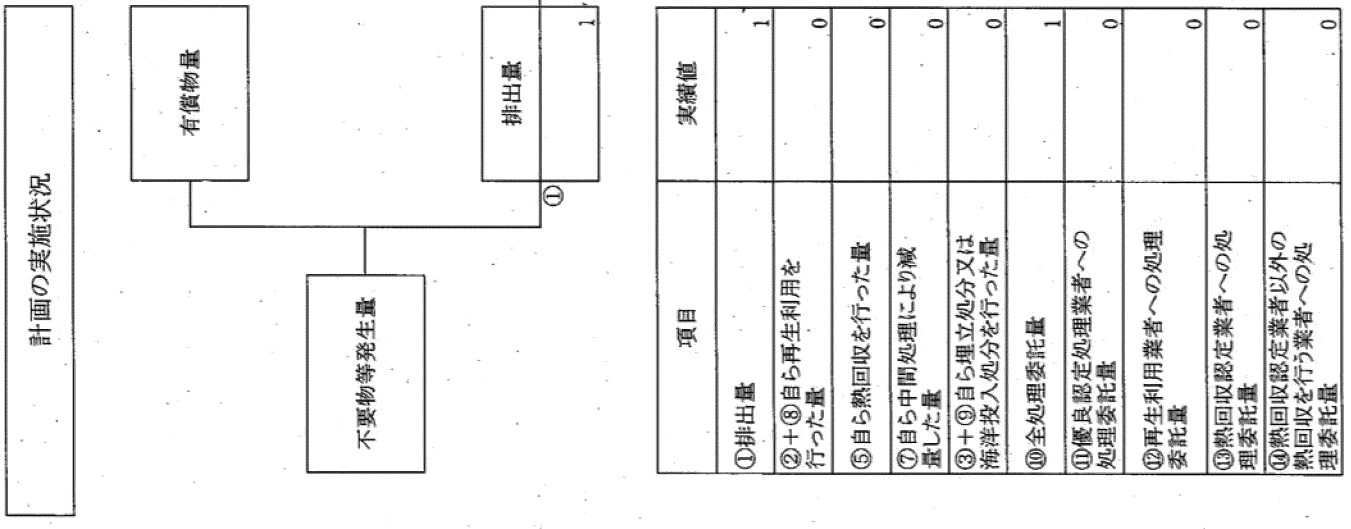 計画の実施状況
有償物量
不要物等発生量
排出量
1
①
項目
実績値
①排出量
1
②+⑧自ら再生利用を
行った量
0
⑤自ら熱回収を行った量
0
⑦自ら中間処理により減
量した量
0
③+⑨自ら埋立処分又は
海洋投入処分を行った量
0
⑩全処理委託量
1
⑪優良認定処理業者への
処理委託量
0
⑫再生利用業者への処理
委託量
0
⑬熱回収認定業者への処
理委託量
0
⑭熱回収認定業者以外の
熱回収を行う業者への処
理委託量
0